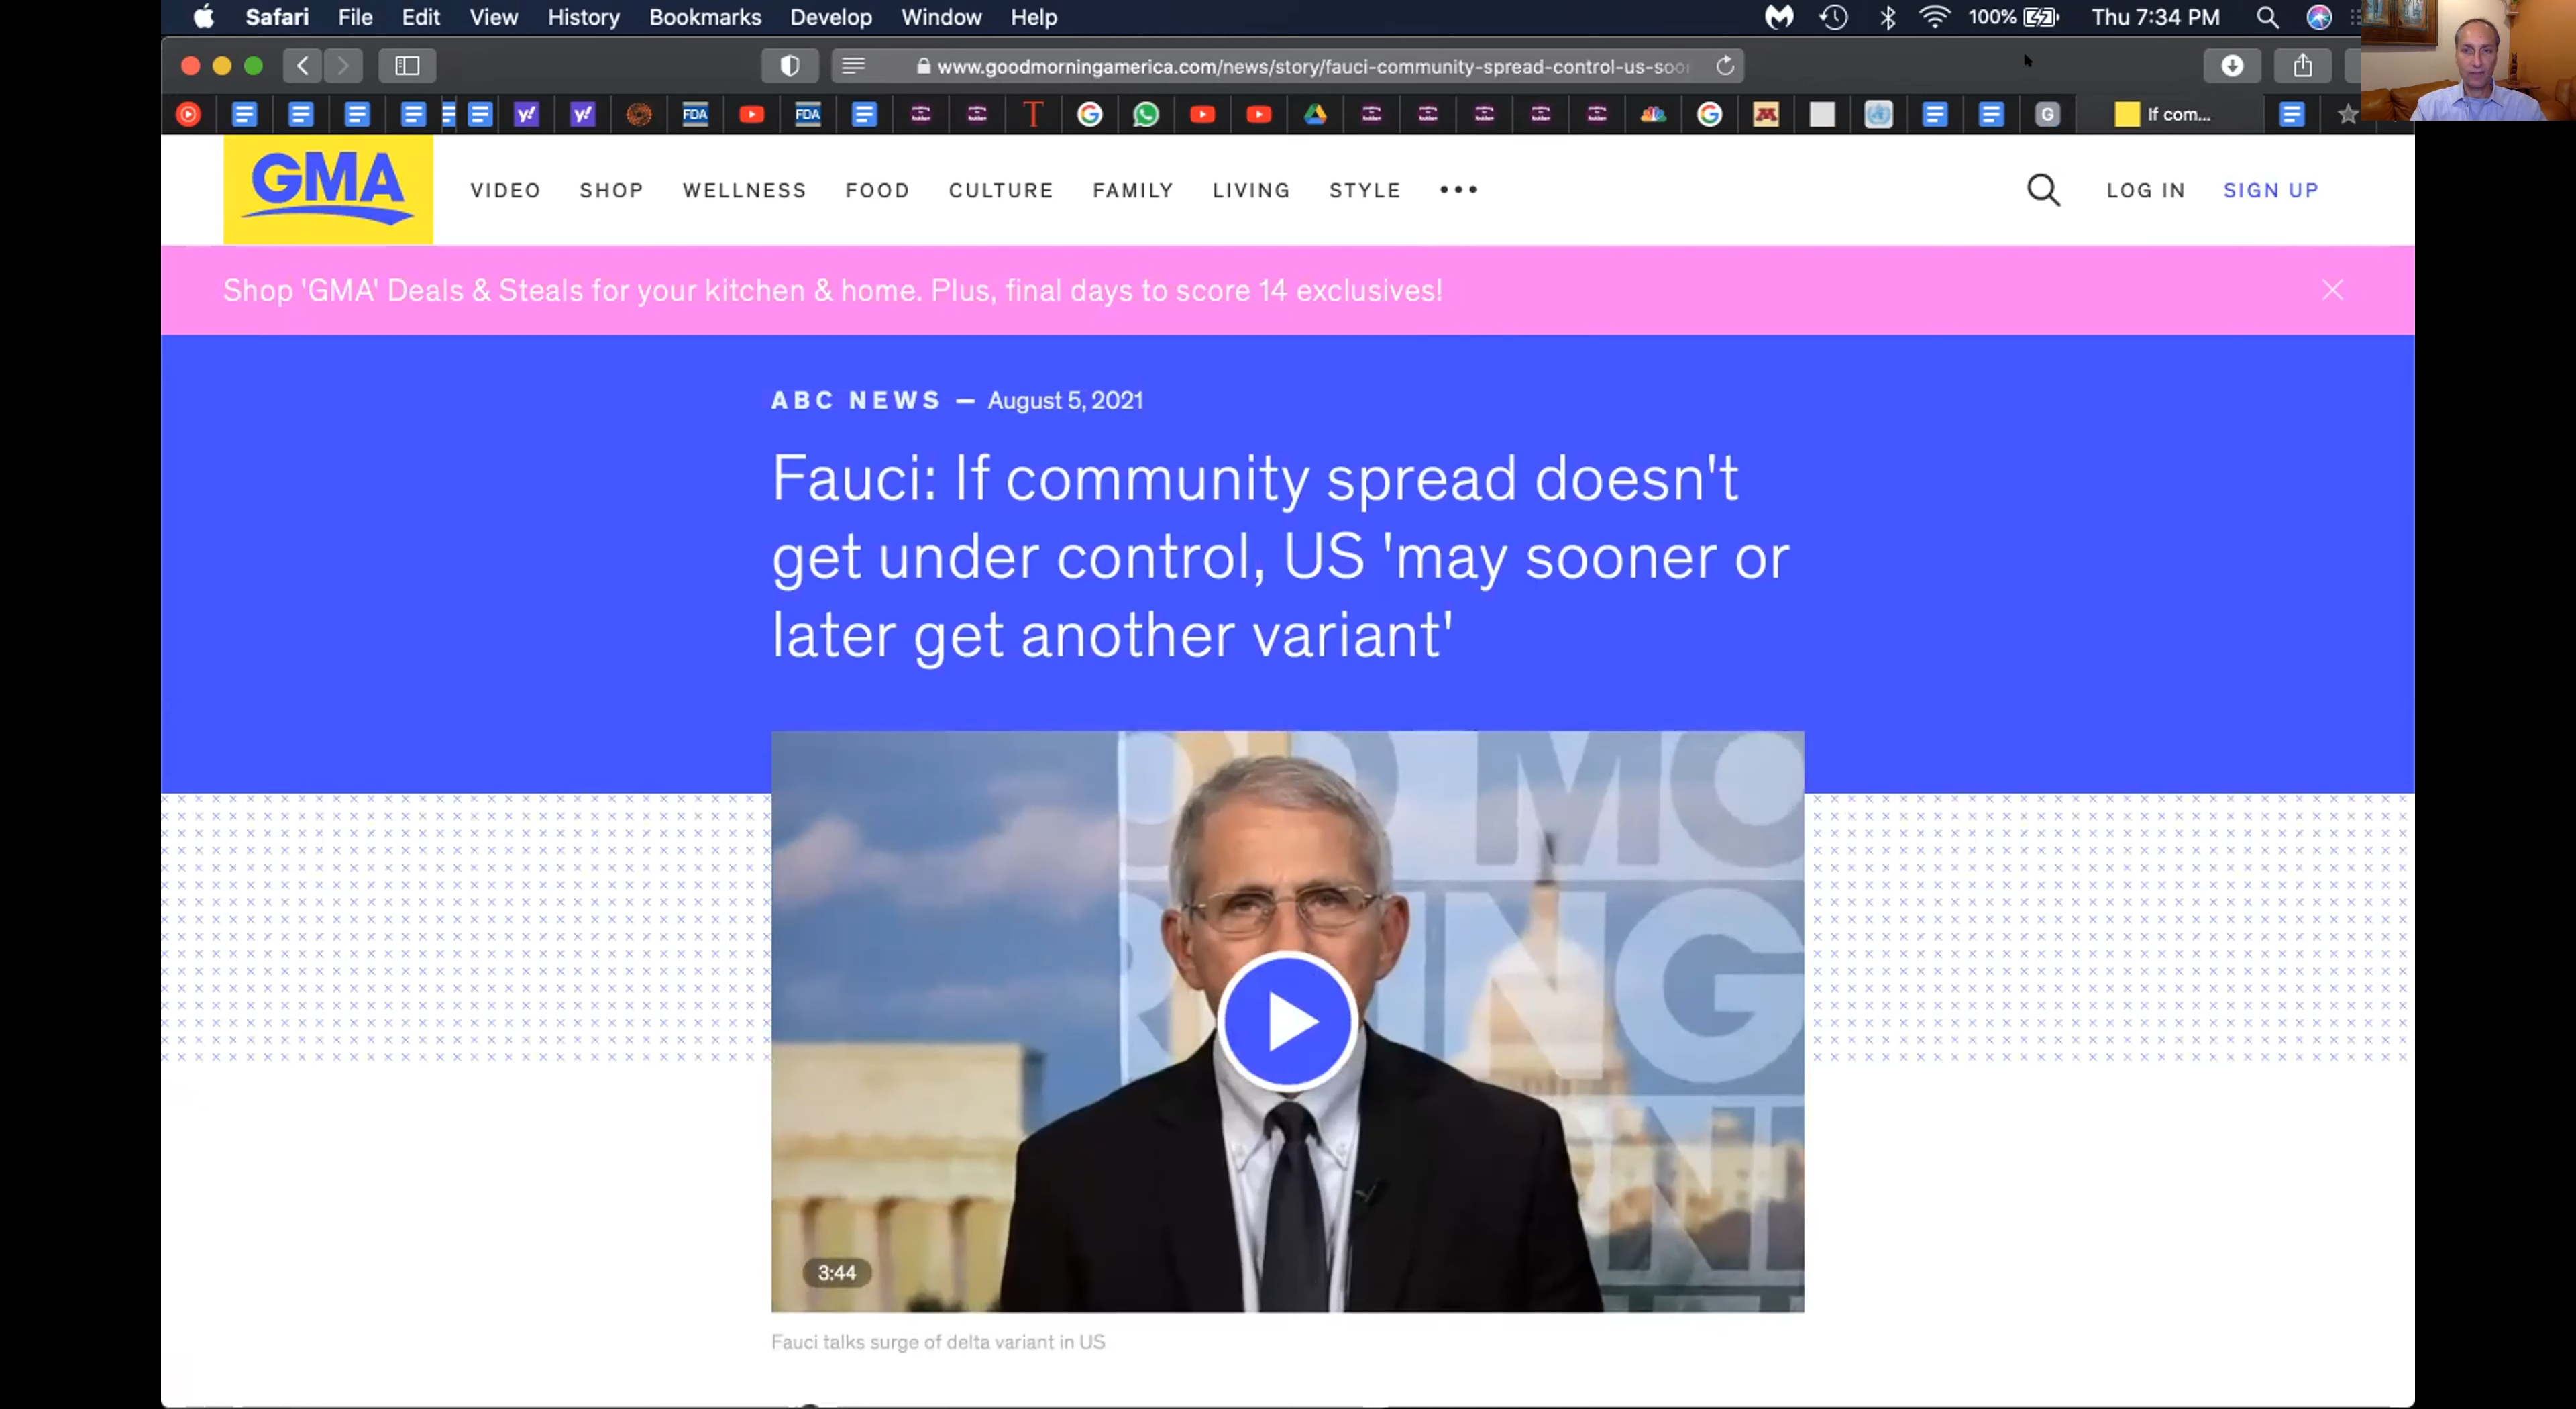 Safari File Edit View History Bookmarks Develop Window Help 100% Thu 7:34 PM
www.goodmorningamerica.com/news/story/fauci-community-spread-control-us-soo
y! y! FDA FDA T G G M G If com...
GMA VIDEO SHOP WELLNESS FOOD CULTURE FAMILY LIVING STYLE ••• LOG IN SIGN UP
Shop 'GMA' Deals & Steals for your kitchen & home. Plus, final days to score 14 exclusives!
ABC NEWS — August 5, 2021
Fauci: If community spread doesn't
get under control, US 'may sooner or
later get another variant'
MO
NG
3:44
Fauci talks surge of delta variant in US